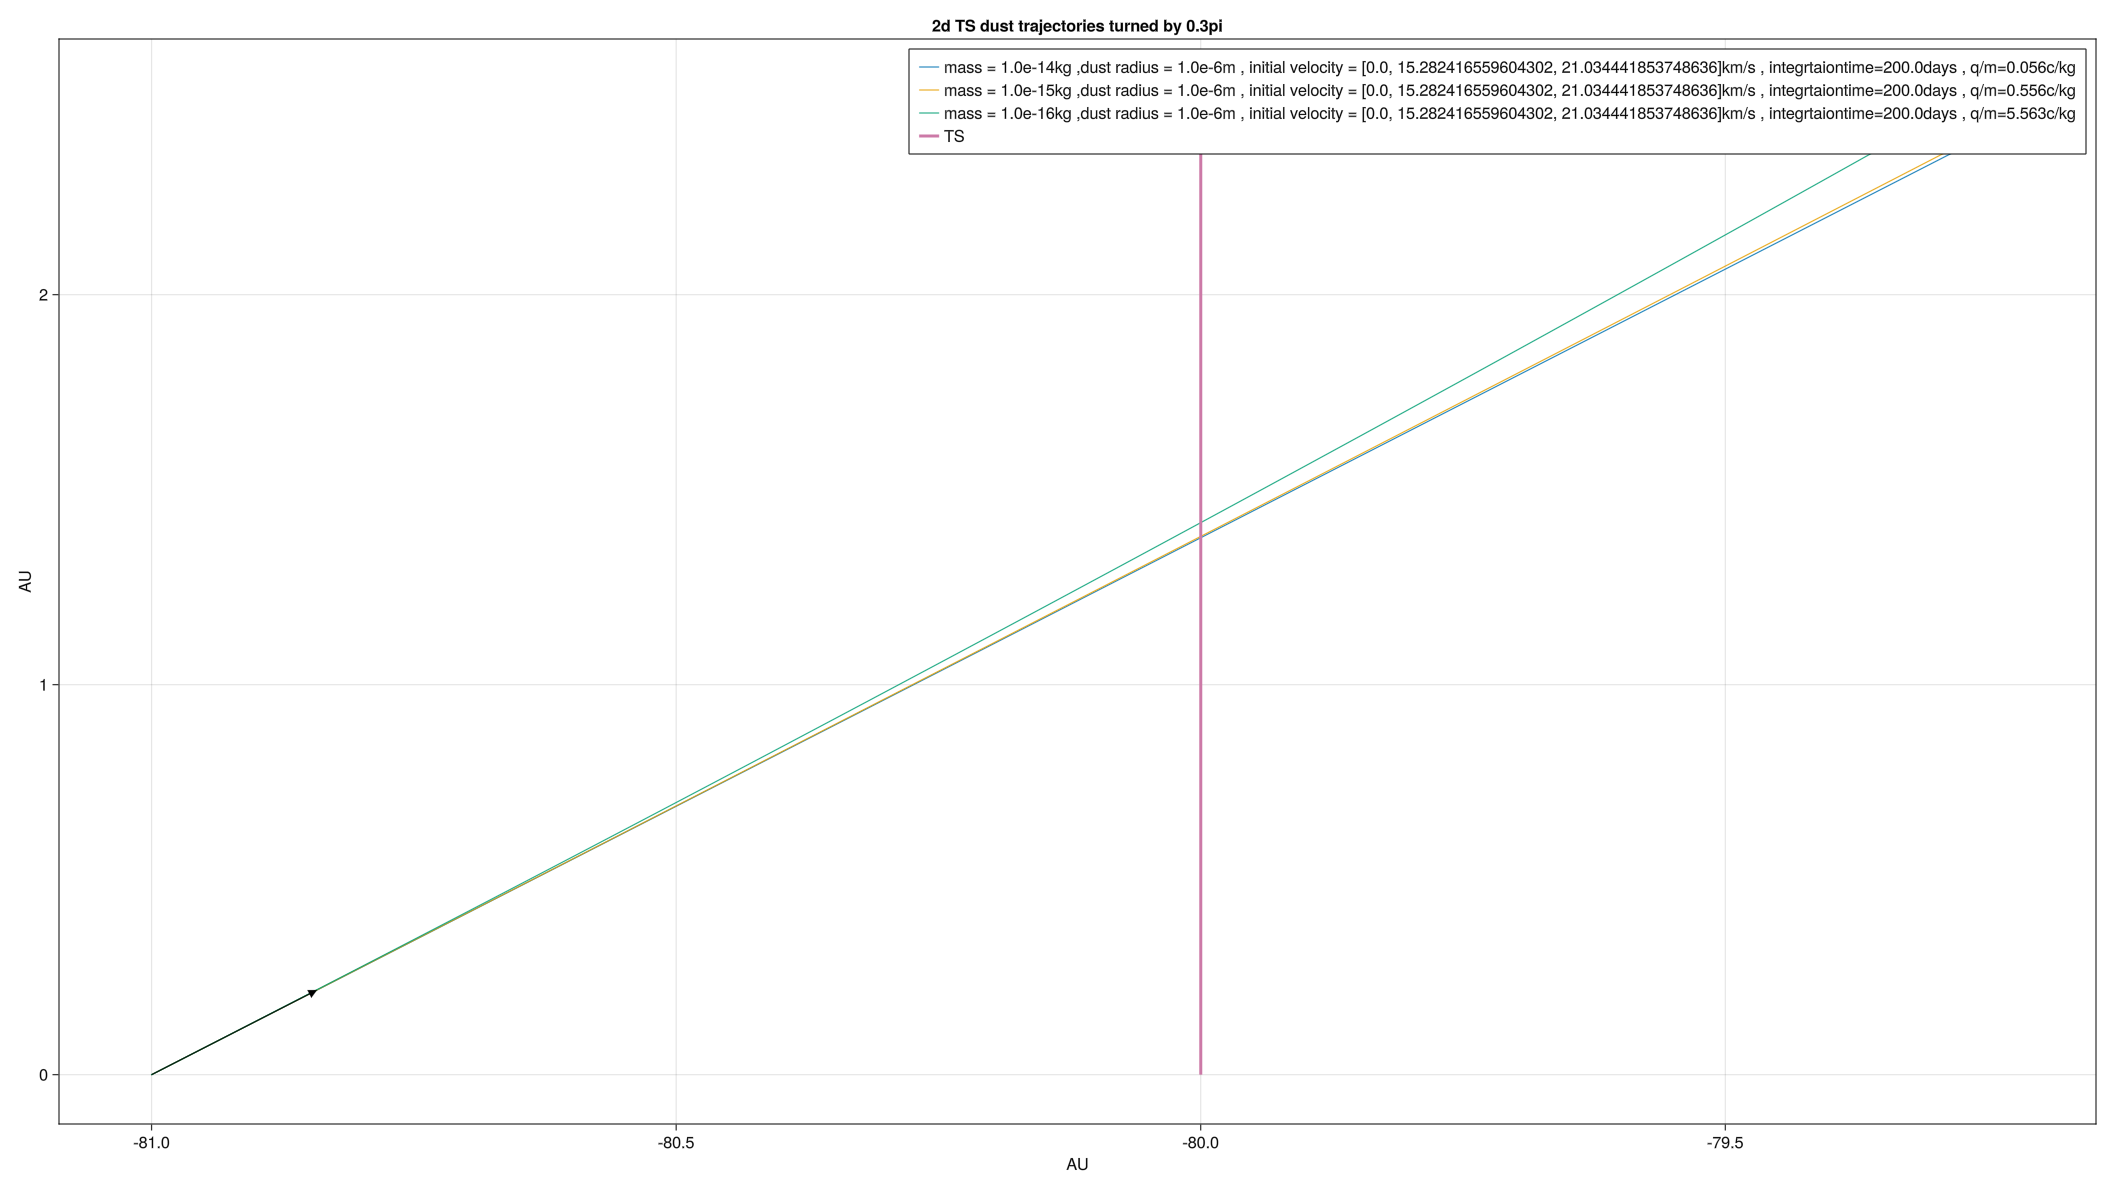 2d TS dust trajectories turned by 0.3pi
mass = 1.0e-14kg ,dust radius = 1.0e-6m , initial velocity = [0.0, 15.282416559604302, 21.034441853748636]km/s , integrtaiontime=200.0days , q/m=0.056c/kg
mass = 1.0e-15kg ,dust radius = 1.0e-6m , initial velocity = [0.0, 15.282416559604302, 21.034441853748636]km/s , integrtaiontime=200.0days , q/m=0.556c/kg
mass = 1.0e-16kg ,dust radius = 1.0e-6m , initial velocity = [0.0, 15.282416559604302, 21.034441853748636]km/s , integrtaiontime=200.0days , q/m=5.563c/kg
TS
2
1
0
AU
-81.0 -80.5 -80.0 -79.5
AU